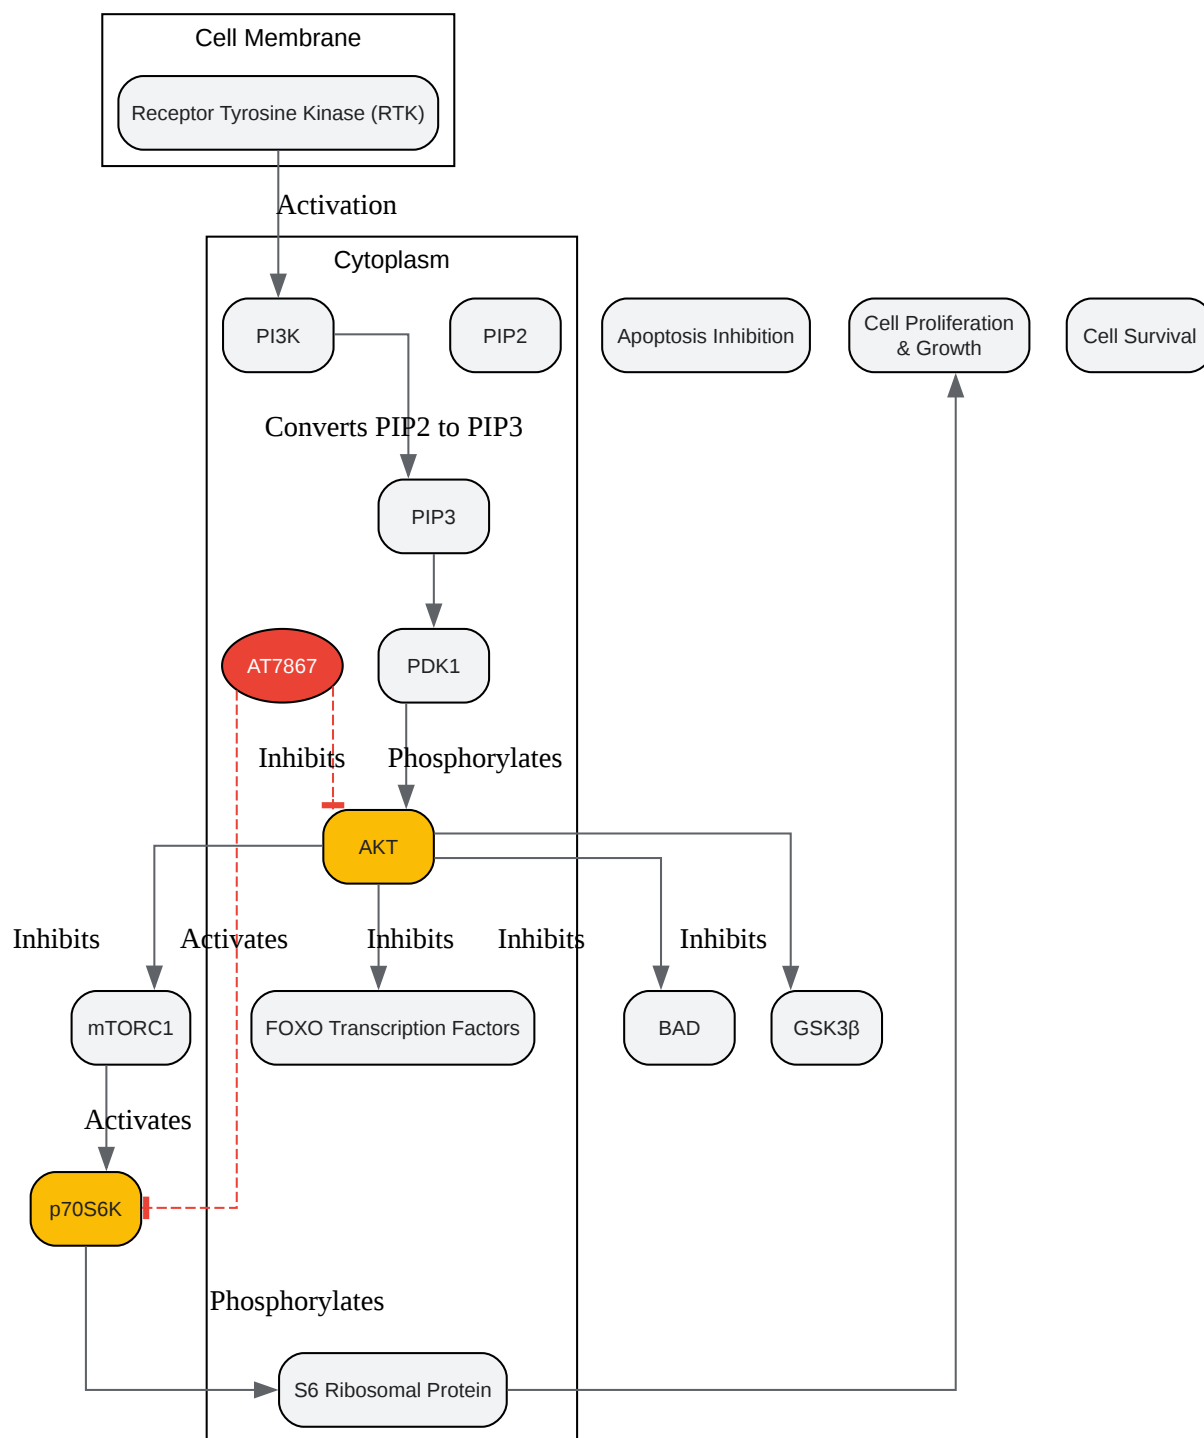 Cell Membrane
Receptor Tyrosine Kinase (RTK)
Activation
Cytoplasm
PI3K
PIP2
Apoptosis Inhibition
Cell Proliferation
& Growth
Cell Survival
Converts PIP2 to PIP3
PIP3
AT7867
PDK1
Inhibits
Phosphorylates
AKT
Inhibits
Activates
Inhibits
Inhibits
Inhibits
mTORC1
FOXO Transcription Factors
BAD
GSK3β
Activates
p70S6K
Phosphorylates
S6 Ribosomal Protein